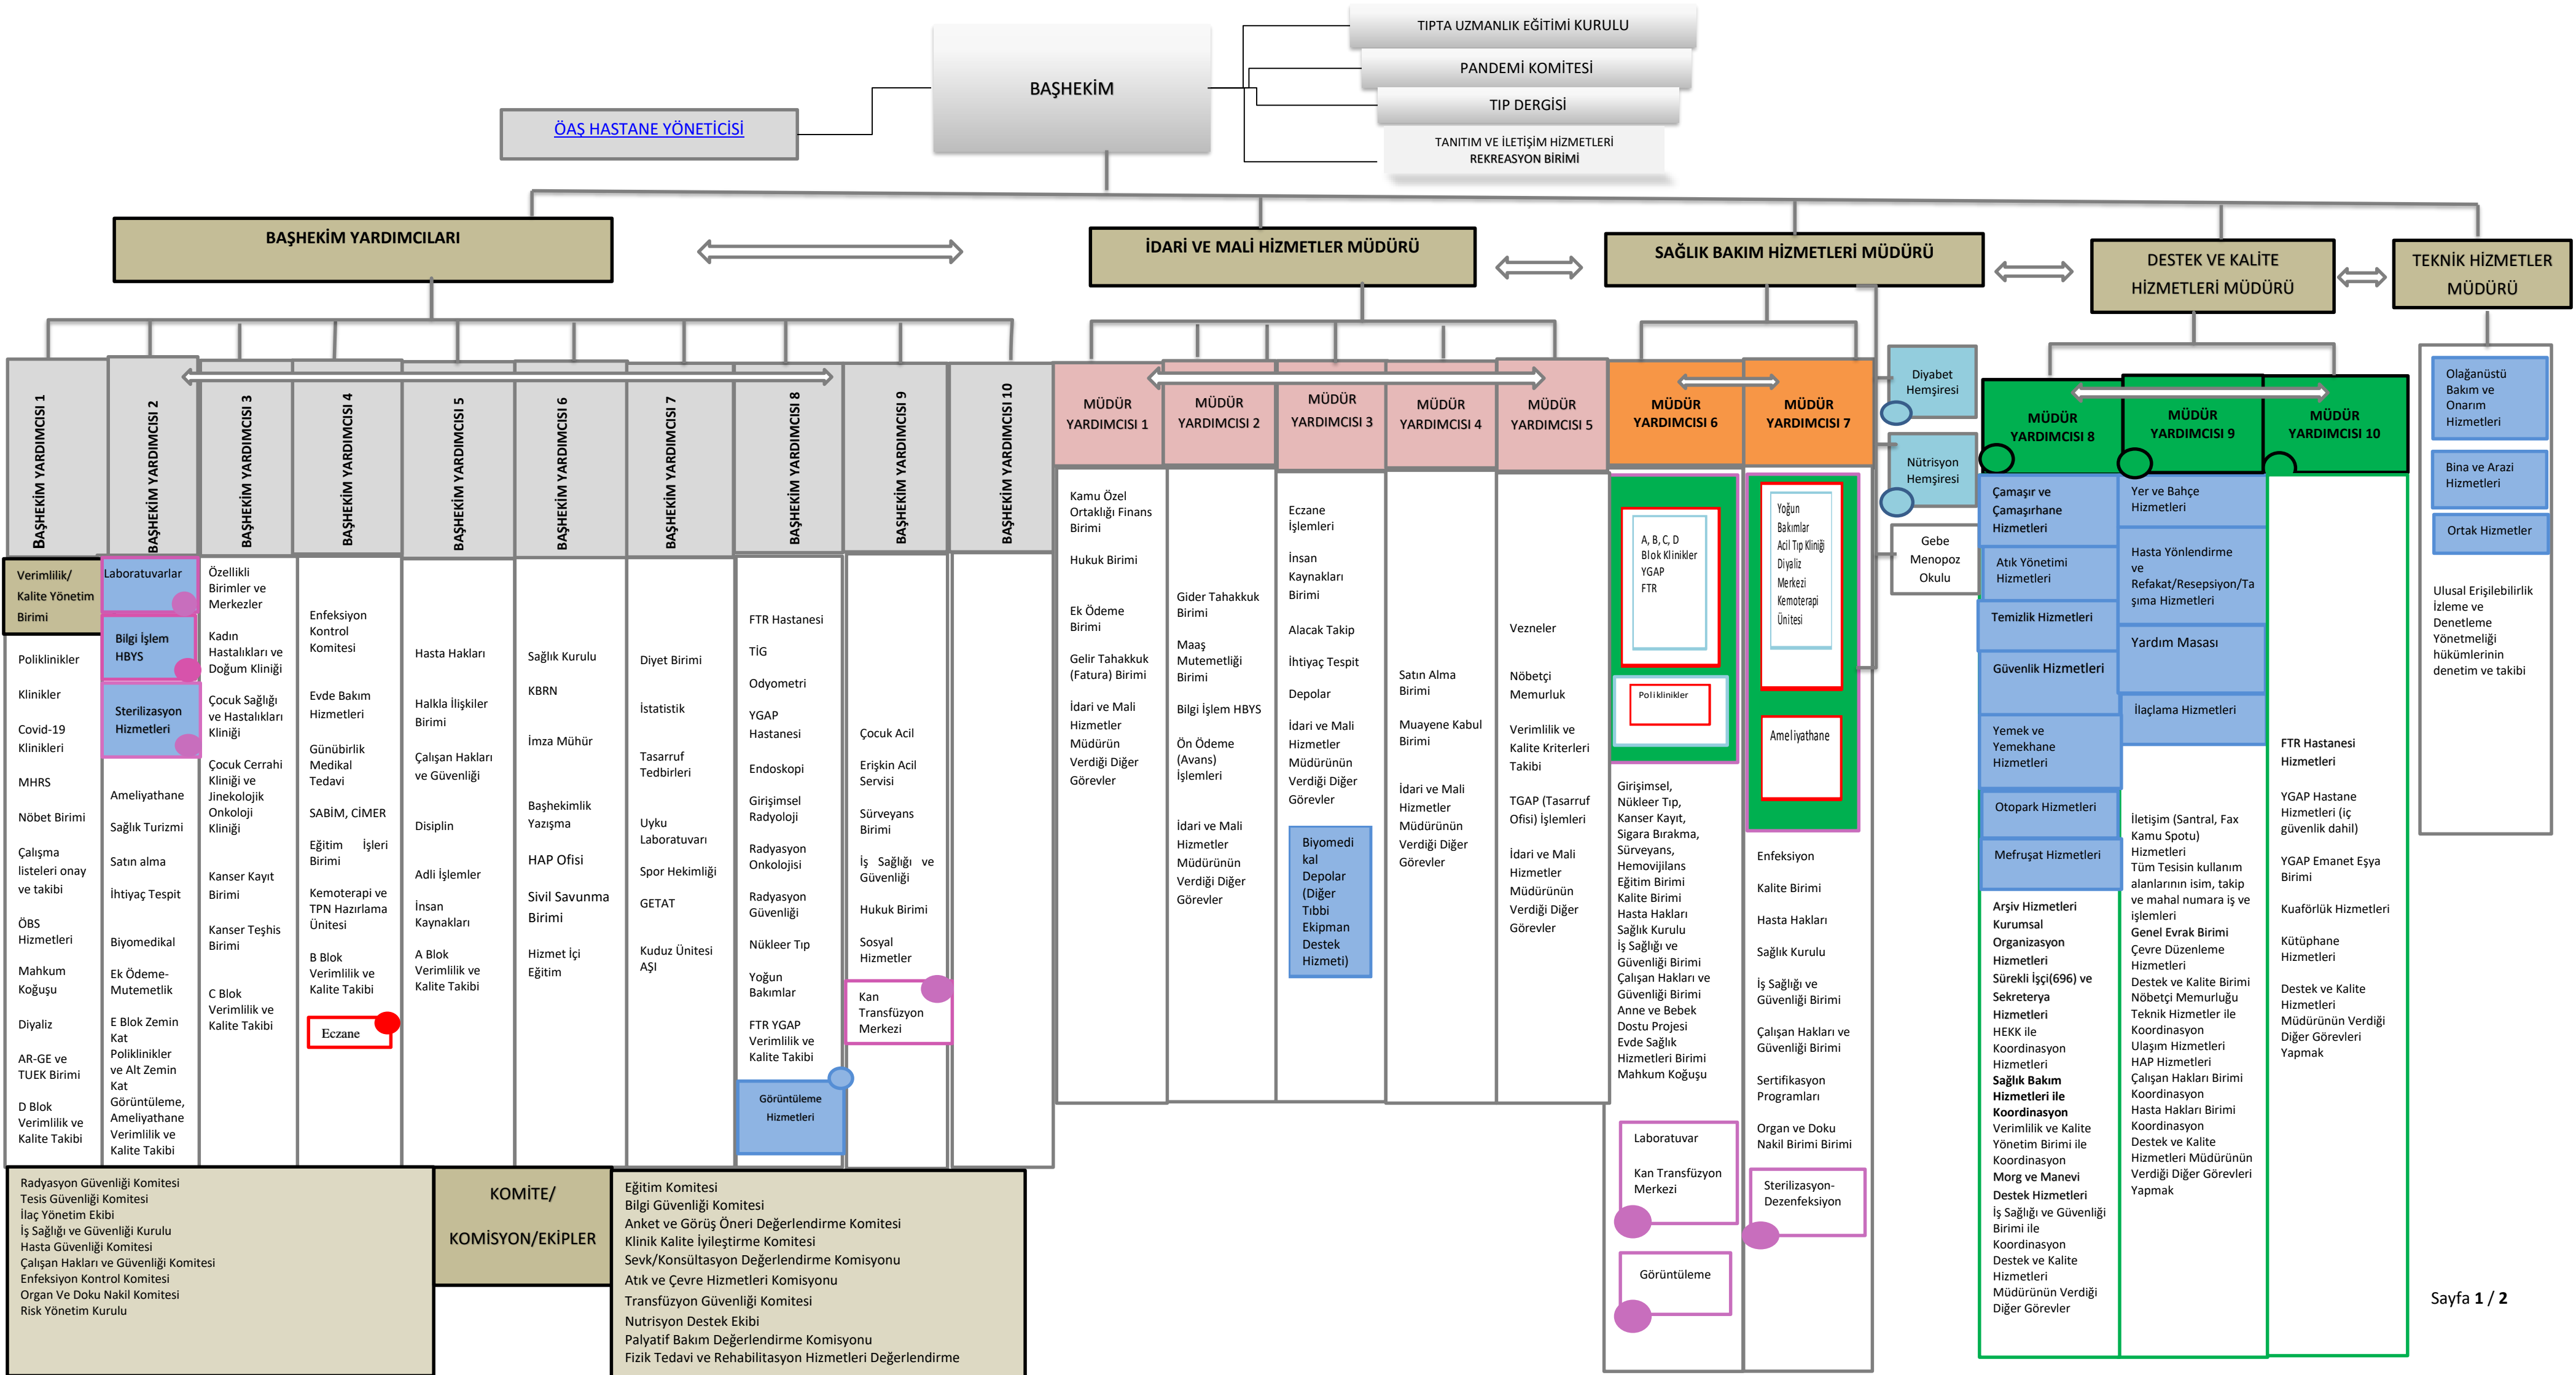 TIPTA UZMANLIK EĞİTİMİ KURULU
PANDEMİ KOMİTESİ
TIP DERGİSİ
TANITIM VE İLETİŞİM HİZMETLERİ
REKREASYON BİRİMİ
BAŞHEKİM
ÖAŞ HASTANE YÖNETİCİSİ
BAŞHEKİM YARDIMCILARI
İDARİ VE MALİ HİZMETLER MÜDÜRÜ
SAĞLIK BAKIM HİZMETLERİ MÜDÜRÜ
DESTEK VE KALİTE
HİZMETLERİ MÜDÜRÜ
TEKNİK HİZMETLER
MÜDÜRÜ
BAŞHEKİM YARDIMCISI 1
Verimlilik/
Kalite Yönetim
Birimi
Poliklinikler
Klinikler
Covid-19
Klinikleri
MHRS
Nöbet Birimi
Çalışma
listeleri onay
ve takibi
ÖBS
Hizmetleri
Mahkum
Koğuşu
Diyaliz
AR-GE ve
TUEK Birimi
D Blok
Verimlilik ve
Kalite Takibi
BAŞHEKİM YARDIMCISI 2
Laboratuvarlar
Bilgi İşlem
HBYS
Sterilizasyon
Hizmetleri
Ameliyathane
Sağlık Turizmi
Satın alma
İhtiyaç Tespit
Biyomedikal
Ek Ödeme-
Mutemetlik
E Blok Zemin
Kat
Poliklinikler
ve Alt Zemin
Kat
Görüntüleme,
Ameliyathane
Verimlilik ve
Kalite Takibi
BAŞHEKİM YARDIMCISI 3
Özellikli
Birimler ve
Merkezler
Kadın
Hastalıkları ve
Doğum Kliniği
Çocuk Sağlığı
ve Hastalıkları
Kliniği
Çocuk Cerrahi
Kliniği ve
Jinekolojik
Onkoloji
Kliniği
Kanser Kayıt
Birimi
Kanser Teşhis
Birimi
C Blok
Verimlilik ve
Kalite Takibi
BAŞHEKİM YARDIMCISI 4
Enfeksiyon
Kontrol
Komitesi
Evde Bakım
Hizmetleri
Günübirlik
Medikal
Tedavi
SABİM, CİMER
Eğitim İşleri
Birimi
Kemoterapi ve
TPN Hazırlama
Ünitesi
B Blok
Verimlilik ve
Kalite Takibi
Eczane
BAŞHEKİM YARDIMCISI 5
Hasta Hakları
Halkla İlişkiler
Birimi
Çalışan Hakları
ve Güvenliği
Disiplin
Adli İşlemler
İnsan
Kaynakları
A Blok
Verimlilik ve
Kalite Takibi
BAŞHEKİM YARDIMCISI 6
Sağlık Kurulu
KBRN
İmza Mühür
Başhekimlik
Yazışma
HAP Ofisi
Sivil Savunma
Birimi
Hizmet İçi
Eğitim
BAŞHEKİM YARDIMCISI 7
Diyet Birimi
İstatistik
Tasarruf
Tedbirleri
Uyku
Laboratuvarı
Spor Hekimliği
GETAT
Kuduz Ünitesi
AŞI
BAŞHEKİM YARDIMCISI 8
FTR Hastanesi
TİG
Odyometri
YGAP
Hastanesi
Endoskopi
Girişimsel
Radyoloji
Radyasyon
Onkolojisi
Radyasyon
Güvenliği
Nükleer Tıp
Yoğun
Bakımlar
FTR YGAP
Verimlilik ve
Kalite Takibi
Görüntüleme
Hizmetleri
BAŞHEKİM YARDIMCISI 9
Çocuk Acil
Erişkin Acil
Servisi
Sürveyans
Birimi
İş Sağlığı ve
Güvenliği
Hukuk Birimi
Sosyal
Hizmetler
Kan
Transfüzyon
Merkezi
BAŞHEKİM YARDIMCISI 10
MÜDÜR
YARDIMCISI 1
Kamu Özel
Ortaklığı Finans
Birimi
Hukuk Birimi
Ek Ödeme
Birimi
Gelir Tahakkuk
(Fatura) Birimi
İdari ve Mali
Hizmetler
Müdürün
Verdiği Diğer
Görevler
MÜDÜR
YARDIMCISI 2
Gider Tahakkuk
Birimi
Maaş
Mutemetliği
Birimi
Bilgi İşlem HBYS
Ön Ödeme
(Avans)
İşlemleri
İdari ve Mali
Hizmetler
Müdürünün
Verdiği Diğer
Görevler
MÜDÜR
YARDIMCISI 3
Eczane
İşlemleri
İnsan
Kaynakları
Birimi
Alacak Takip
İhtiyaç Tespit
Depolar
İdari ve Mali
Hizmetler
Müdürünün
Verdiği Diğer
Görevler
Biyomedi
kal
Depolar
(Diğer
Tıbbi
Ekipman
Destek
Hizmeti)
MÜDÜR
YARDIMCISI 4
Satın Alma
Birimi
Muayene Kabul
Birimi
İdari ve Mali
Hizmetler
Müdürünün
Verdiği Diğer
Görevler
MÜDÜR
YARDIMCISI 5
Vezneler
Nöbetçi
Memurluk
Verimlilik ve
Kalite Kriterleri
Takibi
TGAP (Tasarruf
Ofisi) İşlemleri
İdari ve Mali
Hizmetler
Müdürünün
Verdiği Diğer
Görevler
MÜDÜR
YARDIMCISI 6
A, B, C, D
Blok Klinikler
YGAP
FTR
Poliklinikler
Girişimsel,
Nükleer Tıp,
Kanser Kayıt,
Sigara Bırakma,
Sürveyans,
Hemovijilans
Eğitim Birimi
Kalite Birimi
Hasta Hakları
Sağlık Kurulu
İş Sağlığı ve
Güvenliği Birimi
Çalışan Hakları ve
Güvenliği Birimi
Anne ve Bebek
Dostu Projesi
Evde Sağlık
Hizmetleri Birimi
Mahkum Koğuşu
Laboratuvar
Kan Transfüzyon
Merkezi
Görüntüleme
MÜDÜR
YARDIMCISI 7
Yoğun
Bakımlar
Acil Tıp Kliniği
Diyaliz
Merkezi
Kemoterapi
Ünitesi
Ameliyathane
Enfeksiyon
Kalite Birimi
Hasta Hakları
Sağlık Kurulu
İş Sağlığı ve
Güvenliği Birimi
Çalışan Hakları ve
Güvenliği Birimi
Sertifikasyon
Programları
Organ ve Doku
Nakil Birimi Birimi
Sterilizasyon-
Dezenfeksiyon
Diyabet
Hemşiresi
Nütrisyon
Hemşiresi
Gebe
Menopoz
Okulu
MÜDÜR
YARDIMCISI 8
Çamaşır ve
Çamaşırhane
Hizmetleri
Atık Yönetimi
Hizmetleri
Temizlik Hizmetleri
Güvenlik Hizmetleri
Yemek ve
Yemekhane
Hizmetleri
Otopark Hizmetleri
Mefruşat Hizmetleri
Arşiv Hizmetleri
Kurumsal
Organizasyon
Hizmetleri
Sürekli İşçi(696) ve
Sekreterya
Hizmetleri
HEKK ile
Koordinasyon
Hizmetleri
Sağlık Bakım
Hizmetleri ile
Koordinasyon
Verimlilik ve Kalite
Yönetim Birimi ile
Koordinasyon
Morg ve Manevi
Destek Hizmetleri
İş Sağlığı ve Güvenliği
Birimi ile
Koordinasyon
Destek ve Kalite
Hizmetleri
Müdürünün Verdiği
Diğer Görevler
MÜDÜR
YARDIMCISI 9
Yer ve Bahçe
Hizmetleri
Hasta Yönlendirme
ve
Refakat/Resepsiyon/Ta
şıma Hizmetleri
Yardım Masası
İlaçlama Hizmetleri
İletişim (Santral, Fax
Kamu Spotu)
Hizmetleri
Tüm Tesisin kullanım
alanlarının isim, takip
ve mahal numara iş ve
işlemleri
Genel Evrak Birimi
Çevre Düzenleme
Hizmetleri
Destek ve Kalite Birimi
Nöbetçi Memurluğu
Teknik Hizmetler ile
Koordinasyon
Ulaşım Hizmetleri
HAP Hizmetleri
Çalışan Hakları Birimi
Koordinasyon
Hasta Hakları Birimi
Koordinasyon
Destek ve Kalite
Hizmetleri Müdürünün
Verdiği Diğer Görevleri
Yapmak
MÜDÜR
YARDIMCISI 10
FTR Hastanesi
Hizmetleri
YGAP Hastane
Hizmetleri (iç
güvenlik dahil)
YGAP Emanet Eşya
Birimi
Kuaförlük Hizmetleri
Kütüphane
Hizmetleri
Destek ve Kalite
Hizmetleri
Müdürünün Verdiği
Diğer Görevleri
Yapmak
Olağanüstü
Bakım ve
Onarım
Hizmetleri
Bina ve Arazi
Hizmetleri
Ortak Hizmetler
Ulusal Erişilebilirlik
İzleme ve
Denetleme
Yönetmeliği
hükümlerinin
denetim ve takibi
Radyasyon Güvenliği Komitesi
Tesis Güvenliği Komitesi
İlaç Yönetim Ekibi
İş Sağlığı ve Güvenliği Kurulu
Hasta Güvenliği Komitesi
Çalışan Hakları ve Güvenliği Komitesi
Enfeksiyon Kontrol Komitesi
Organ Ve Doku Nakil Komitesi
Risk Yönetim Kurulu
KOMİTE/
KOMİSYON/EKİPLER
Eğitim Komitesi
Bilgi Güvenliği Komitesi
Anket ve Görüş Öneri Değerlendirme Komitesi
Klinik Kalite İyileştirme Komitesi
Sevk/Konsültasyon Değerlendirme Komisyonu
Atık ve Çevre Hizmetleri Komisyonu
Transfüzyon Güvenliği Komitesi
Nutrisyon Destek Ekibi
Palyatif Bakım Değerlendirme Komisyonu
Fizik Tedavi ve Rehabilitasyon Hizmetleri Değerlendirme
Sayfa 1 / 2